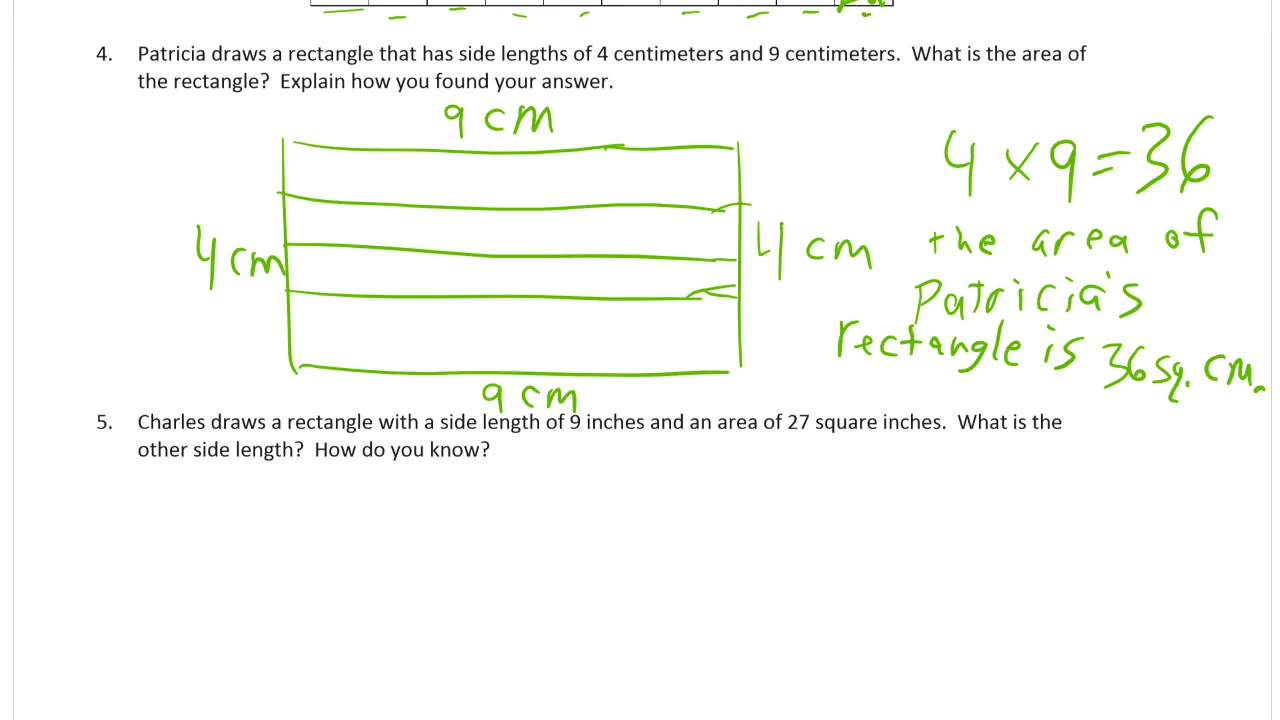 4. Patricia draws a rectangle that has side lengths of 4 centimeters and 9 centimeters. What is the area of
the rectangle? Explain how you found your answer.
9 cm
4 cm
4 cm
9 cm
4 x 9 = 36
the area of
Patricia's
rectangle is 36 sq. cm.
5. Charles draws a rectangle with a side length of 9 inches and an area of 27 square inches. What is the
other side length? How do you know?